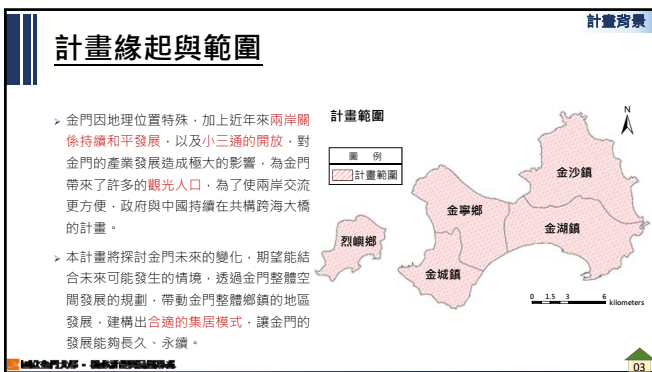 計畫背景
計畫緣起與範圍
➢ 金門因地理位置特殊，加上近年來兩岸關
係持續和平發展，以及小三通的開放，對
金門的產業發展造成極大的影響，為金門
帶來了許多的觀光人口，為了使兩岸交流
更方便，政府與中國持續在共構跨海大橋
的計畫。
➢ 本計畫將探討金門未來的變化，期望能結
合未來可能發生的情境，透過金門整體空
間發展的規劃，帶動金門整體鄉鎮的地區
發展，建構出合適的集居模式，讓金門的
發展能夠長久、永續。
計畫範圍
圖 例
計畫範圍
N
金沙鎮
金寧鄉
金湖鎮
烈嶼鄉
金城鎮
0 1.5 3 6
kilometers
03